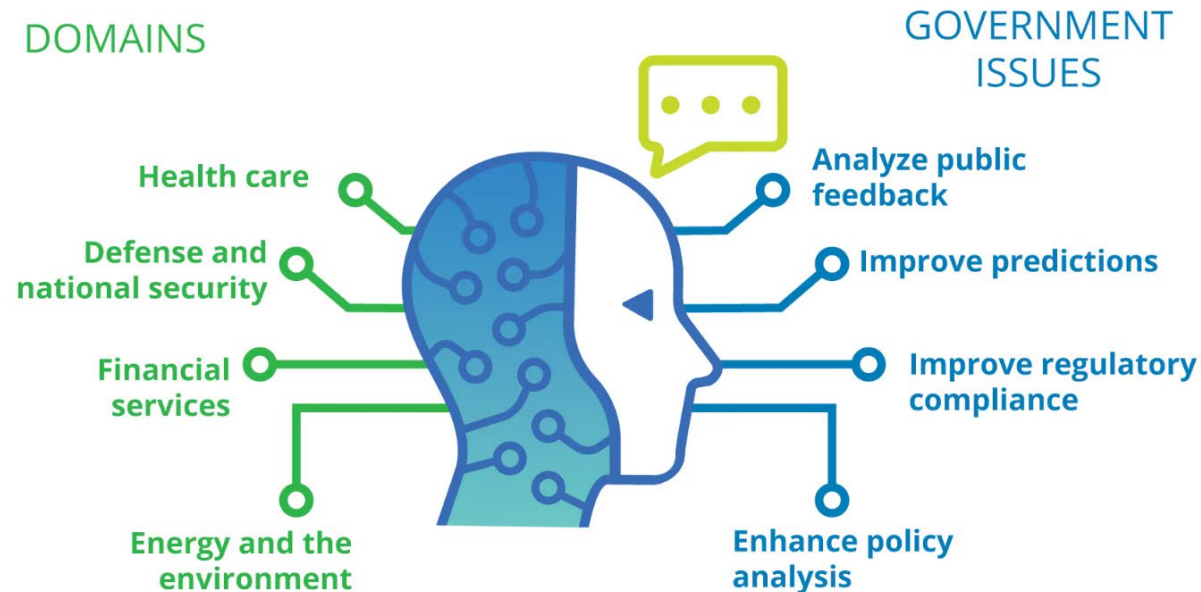 DOMAINS
Health care
Defense and
national security
Financial
services
Energy and the
environment
GOVERNMENT
ISSUES
Analyze public
feedback
Improve predictions
Improve regulatory
compliance
Enhance policy
analysis